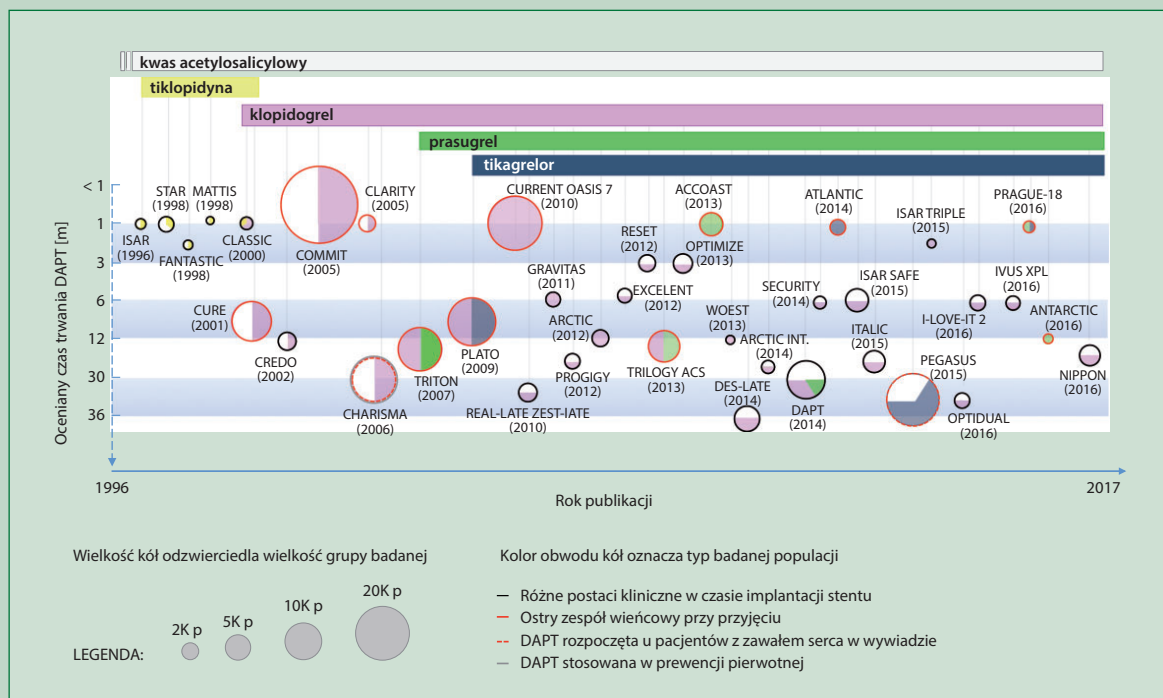 kwas acetylosalicylowy
tiklopidyna
klopidogrel
prasugrel
tikagrelor
Oceniany czas trwania DAPT [m]
< 1
1
3
6
12
30
36
ISAR
(1996)
STAR
(1998)
FANTASTIC
(1998)
MATTIS
(1998)
CLASSIC
(2000)
COMMIT
(2005)
CLARITY
(2005)
CURRENT OASIS 7
(2010)
ACCOAST
(2013)
ATLANTIC
(2014)
ISAR TRIPLE
(2015)
PRAGUE-18
(2016)
RESET
(2012)
OPTIMIZE
(2013)
GRAVITAS
(2011)
EXCELENT
(2012)
SECURITY
(2014)
ISAR SAFE
(2015)
IVUS XPL
(2016)
I-LOVE-IT 2
(2016)
ANTARCTIC
(2016)
CURE
(2001)
CREDO
(2002)
CHARISMA
(2006)
TRITON
(2007)
PLATO
(2009)
ARCTIC
(2012)
PROGIGY
(2012)
REAL-LATE ZEST-lATE
(2010)
TRILOGY ACS
(2013)
WOEST
(2013)
ARCTIC INT.
(2014)
DES-LATE
(2014)
DAPT
(2014)
ITALIC
(2015)
PEGASUS
(2015)
OPTIDUAL
(2016)
NIPPON
(2016)
1996
Rok publikacji
2017
Wielkość kół odzwierciedla wielkość grupy badanej
2K p
5K p
10K p
20K p
LEGENDA:
Kolor obwodu kół oznacza typ badanej populacji
Różne postaci kliniczne w czasie implantacji stentu
Ostry zespół wieńcowy przy przyjęciu
DAPT rozpoczęta u pacjentów z zawałem serca w wywiadzie
DAPT stosowana w prewencji pierwotnej